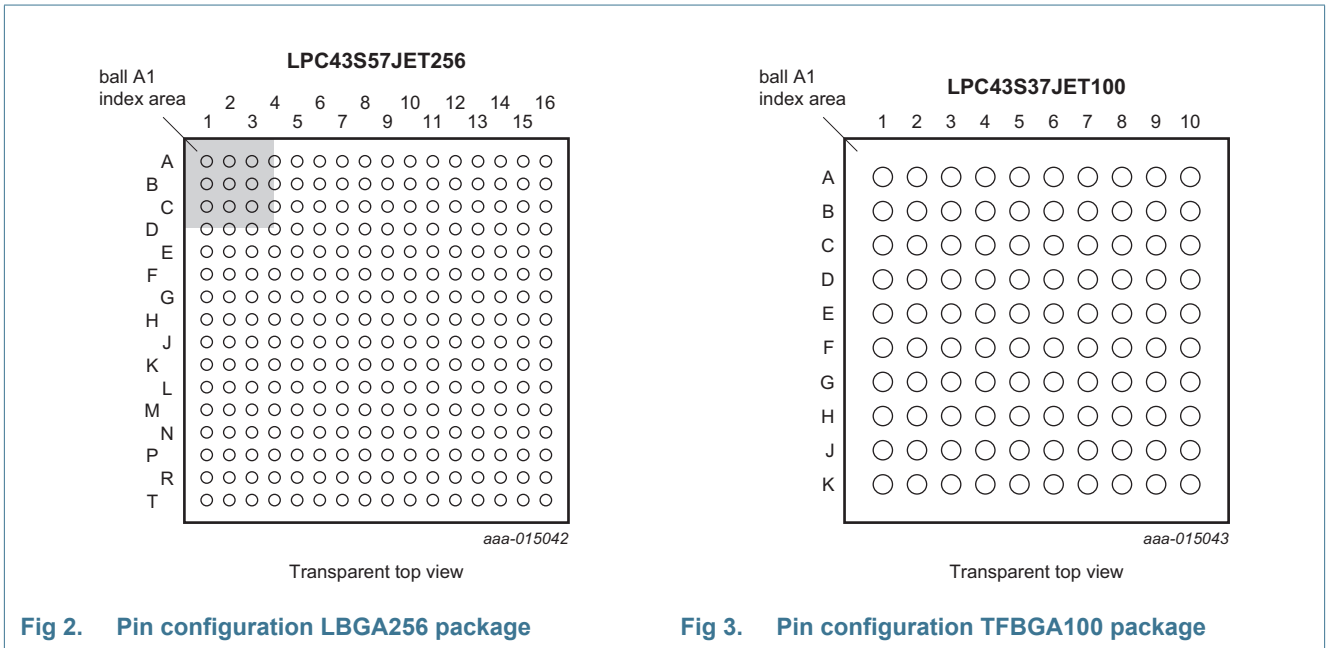 LPC43S57JET256
ball A1
index area
2 4 6 8 10 12 14 16
1 3 5 7 9 11 13 15
A
B
C
D
E
F
G
H
J
K
L
M
N
P
R
T
aaa-015042
Transparent top view
Fig 2. Pin configuration LBGA256 package
LPC43S37JET100
ball A1
index area
1 2 3 4 5 6 7 8 9 10
A
B
C
D
E
F
G
H
J
K
aaa-015043
Transparent top view
Fig 3. Pin configuration TFBGA100 package